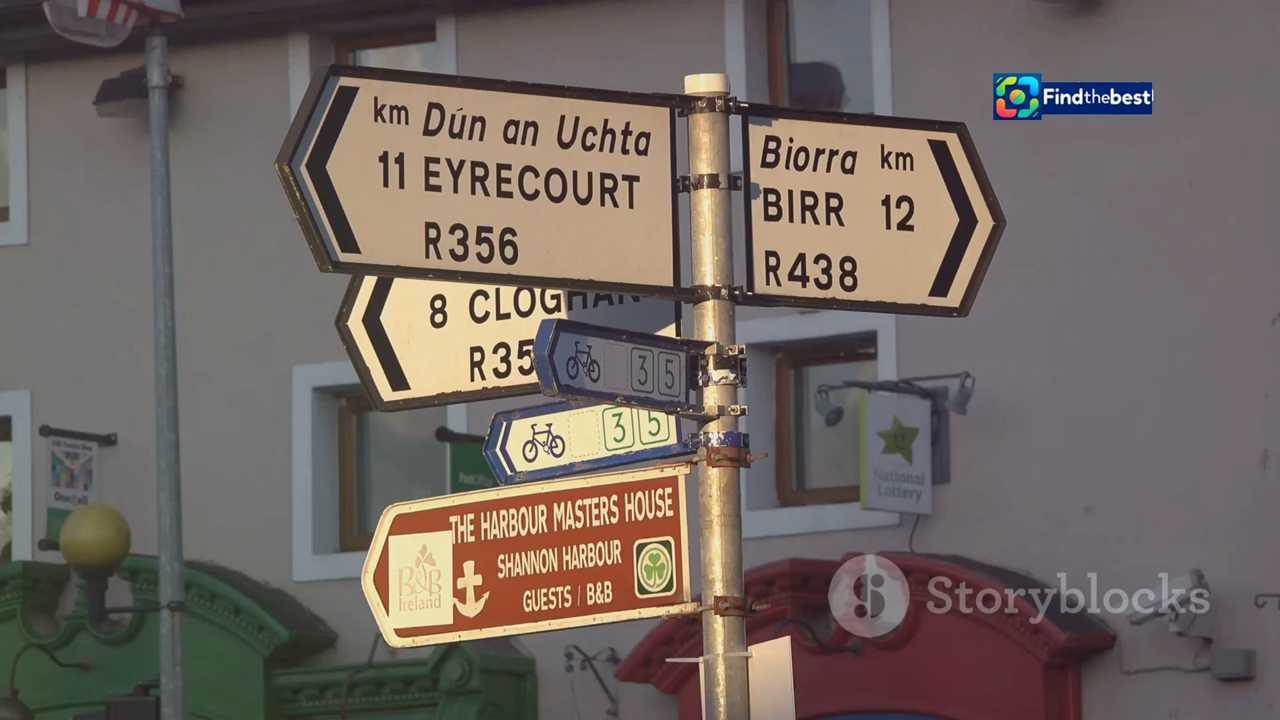 Findthebest
km Dún an Uchta
11 EYRECOURT
R356
Biorra km
BIRR 12
R438
8 CLOGHAN
R35
3 5
3 5
THE HARBOUR MASTERS HOUSE
SHANNON HARBOUR
GUESTS / B&B
B&B
Ireland
National
Lottery
Storyblocks